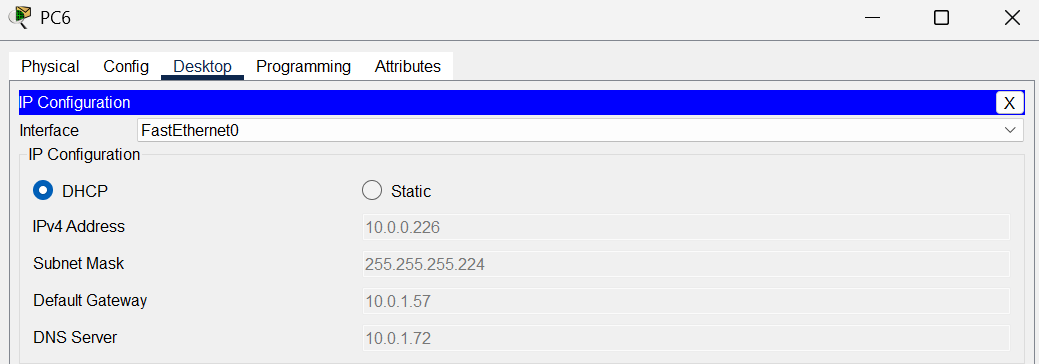 PC6
Physical Config Desktop Programming Attributes
IP Configuration X
Interface FastEthernet0
IP Configuration
DHCP Static
IPv4 Address 10.0.0.226
Subnet Mask 255.255.255.224
Default Gateway 10.0.1.57
DNS Server 10.0.1.72